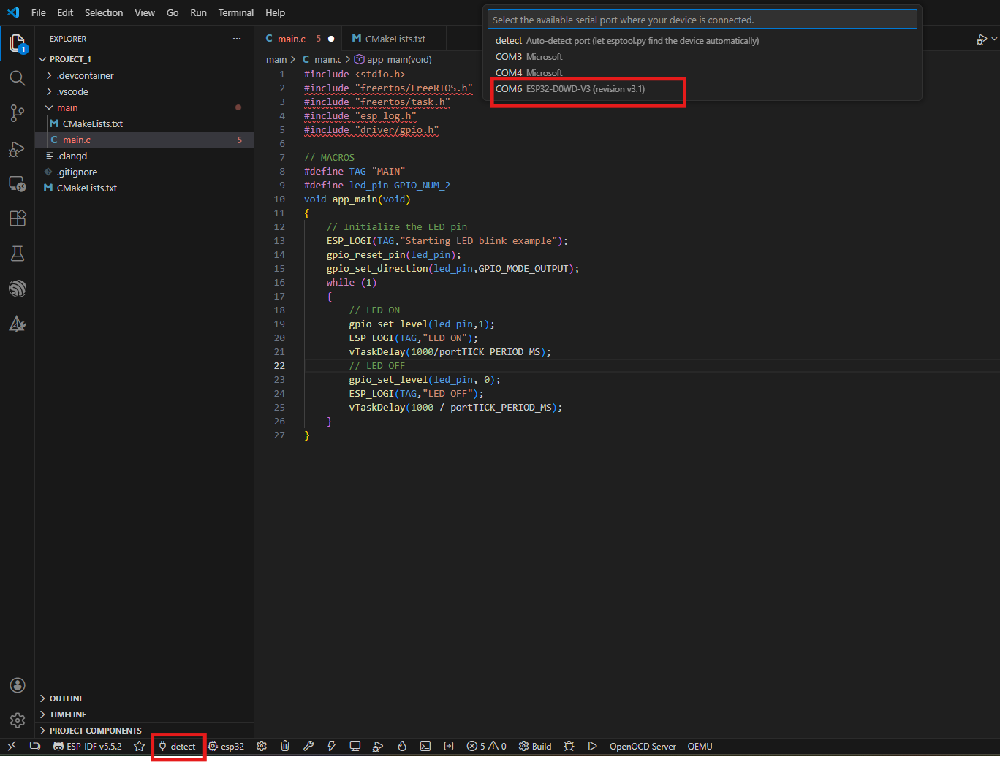 File Edit Selection View Go Run Terminal Help
Select the available serial port where your device is connected.
detect Auto-detect port (let esptool.py find the device automatically)
COM3 Microsoft
COM4 Microsoft
COM6 ESP32-D0WD-V3 (revision v3.1)
EXPLORER ...
PROJECT_1
.devcontainer
.vscode
main
CMakeLists.txt
main.c 5
.clangd
.gitignore
CMakeLists.txt
OUTLINE
TIMELINE
PROJECT COMPONENTS
1
main.c 5
CMakeLists.txt
main > C main.c > app_main(void)
1 #include <stdio.h>
2 #include "freertos/FreeRTOS.h"
3 #include "freertos/task.h"
4 #include "esp_log.h"
5 #include "driver/gpio.h"
6
7 // MACROS
8 #define TAG "MAIN"
9 #define led_pin GPIO_NUM_2
10 void app_main(void)
11 {
12 // Initialize the LED pin
13 ESP_LOGI(TAG,"Starting LED blink example");
14 gpio_reset_pin(led_pin);
15 gpio_set_direction(led_pin,GPIO_MODE_OUTPUT);
16 while (1)
17 {
18 // LED ON
19 gpio_set_level(led_pin,1);
20 ESP_LOGI(TAG,"LED ON");
21 vTaskDelay(1000/portTICK_PERIOD_MS);
22 // LED OFF
23 gpio_set_level(led_pin, 0);
24 ESP_LOGI(TAG,"LED OFF");
25 vTaskDelay(1000 / portTICK_PERIOD_MS);
26 }
27 }
ESP-IDF v5.5.2 detect esp32 5 0 Build OpenOCD Server QEMU